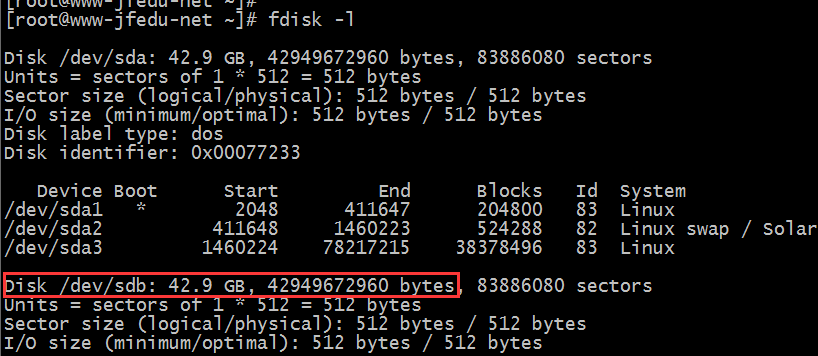 [root@www-jfedu-net ~]#
[root@www-jfedu-net ~]# fdisk -l
Disk /dev/sda: 42.9 GB, 42949672960 bytes, 83886080 sectors
Units = sectors of 1 * 512 = 512 bytes
Sector size (logical/physical): 512 bytes / 512 bytes
I/O size (minimum/optimal): 512 bytes / 512 bytes
Disk label type: dos
Disk identifier: 0x00077233
Device Boot Start End Blocks Id System
/dev/sda1 * 2048 411647 204800 83 Linux
/dev/sda2 411648 1460223 524288 82 Linux swap / Solar
/dev/sda3 1460224 78217215 38378496 83 Linux
Disk /dev/sdb: 42.9 GB, 42949672960 bytes, 83886080 sectors
Units = sectors of 1 * 512 = 512 bytes
Sector size (logical/physical): 512 bytes / 512 bytes
I/O size (minimum/optimal): 512 bytes / 512 bytes